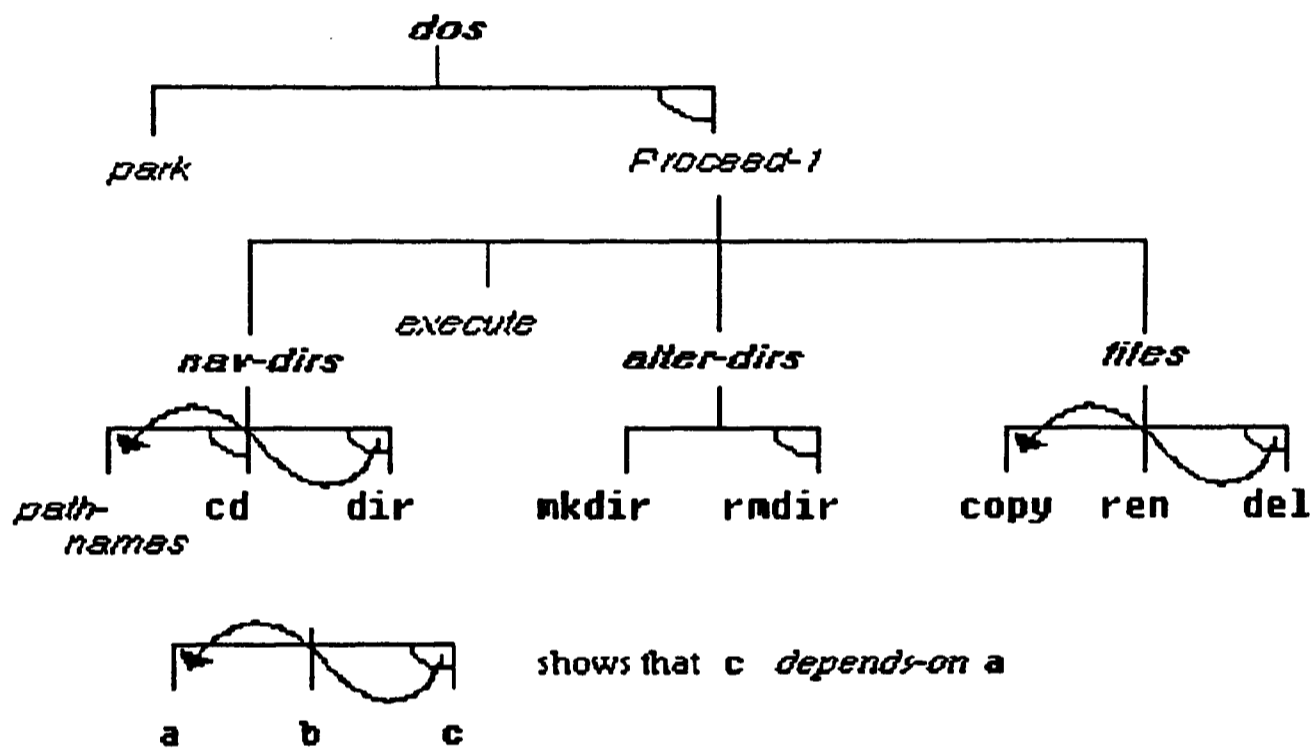 dos
park Proceed-1
execute
nav-dirs alter-dirs files
path- cd dir mkdir rmdir copy ren del
names
shows that c depends-on a
a b c